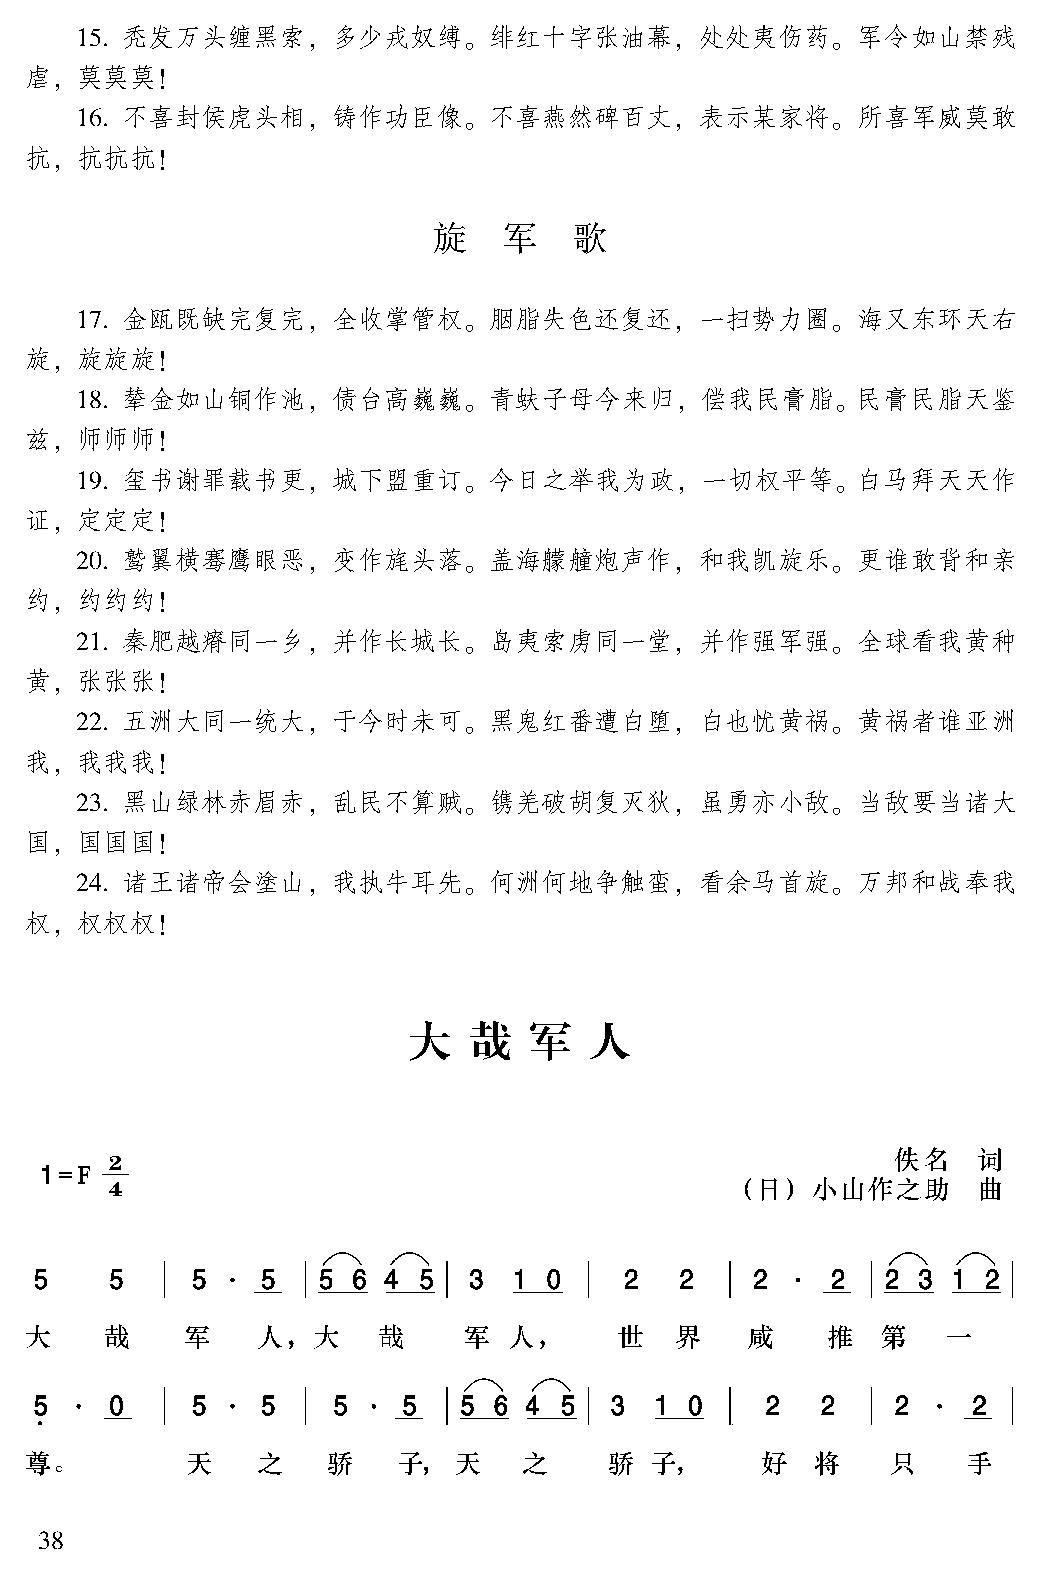 15. 秃发万头缠黑索，多少戎奴缚。绯红十字张油幕，处处夷伤药。军令如山禁残
虐，莫莫莫！
16. 不喜封侯虎头相，铸作功臣像。不喜燕然碑百丈，表示某家将。所喜军威莫敢
抗，抗抗抗！
旋 军 歌
17. 金瓯既缺完复完，全收掌管权。胭脂失色还复还，一扫势力圈。海又东环天右
旋，旋旋旋！
18. 辇金如山铜作池，债台高巍巍。青蚨子母今来归，偿我民膏脂。民膏民脂天鉴
兹，师师师！
19. 玺书谢罪载书更，城下盟重订。今日之举我为政，一切权平等。白马拜天天作
证，定定定！
20. 鹫翼横骞鹰眼恶，变作旄头落。盖海艨艟炮声作，和我凯旋乐。更谁敢背和亲
约，约约约！
21. 秦肥越瘠同一乡，并作长城长。岛夷索虏同一堂，并作强军强。全球看我黄种
黄，张张张！
22. 五洲大同一统大，于今时未可。黑鬼红番遭白堕，白也忧黄祸。黄祸者谁亚洲
我，我我我！
23. 黑山绿林赤眉赤，乱民不算贼。镌羌破胡复灭狄，虽勇亦小敌。当敌要当诸大
国，国国国！
24. 诸王诸帝会塗山，我执牛耳先。何洲何地争触蛮，看余马首旋。万邦和战奉我
权，权权权！
大哉军人
1=F 2/4
佚名 词
（日）小山作之助 曲
5 5 | 5 · 5 | 5 6 4 5 | 3 1 0 | 2 2 | 2 · 2 | 2 3 1 2 |
大 哉 军 人，大 哉 军 人， 世 界 咸 推 第 一
5 · 0 | 5 · 5 | 5 · 5 | 5 6 4 5 | 3 1 0 | 2 2 | 2 · 2 |
尊。 天 之 骄 子，天 之 骄 子， 好 将 只 手
38